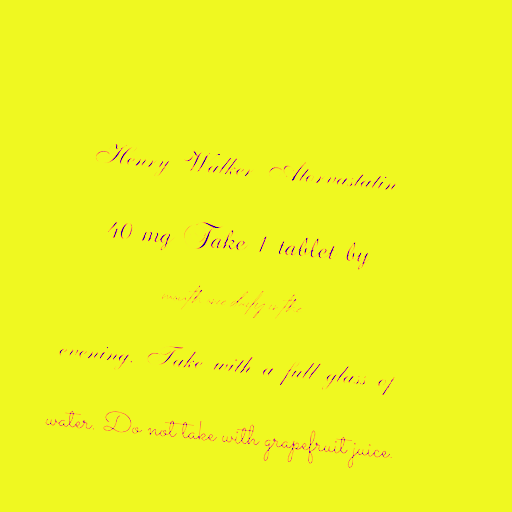 Henry Walker Atorvastatin
40 mg Take 1 tablet by
evening. Take with a full glass of
water. Do not take with grapefruit juice.